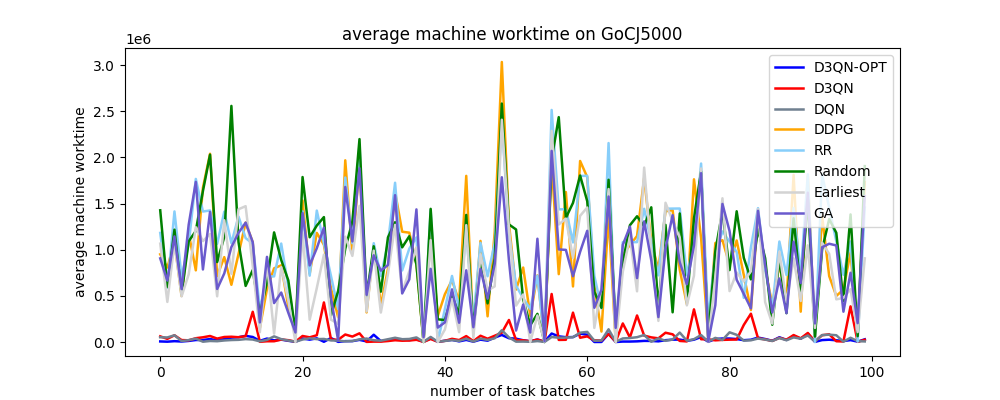 average machine worktime on GoCJ5000
1e6
average machine worktime
3.0
2.5
2.0
1.5
1.0
0.5
0.0
0
20
40
60
80
100
number of task batches
D3QN-OPT
D3QN
DQN
DDPG
RR
Random
Earliest
GA